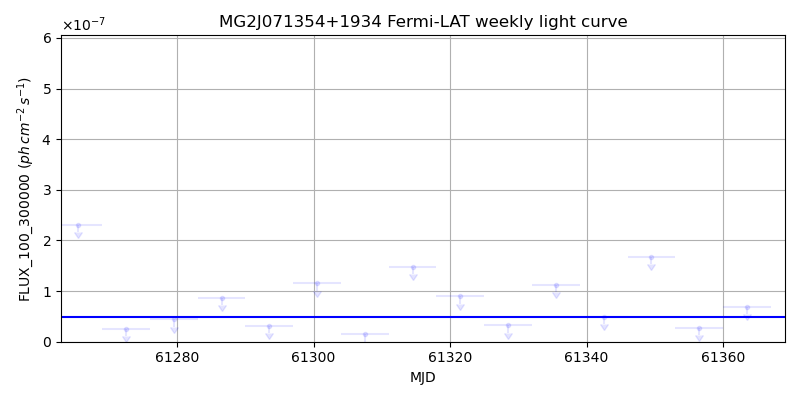 MG2J071354+1934 Fermi-LAT weekly light curve
×10⁻⁷
6
5
4
3
2
1
0
FLUX_100_300000 (ph cm⁻² s⁻¹)
61280 61300 61320 61340 61360
MJD